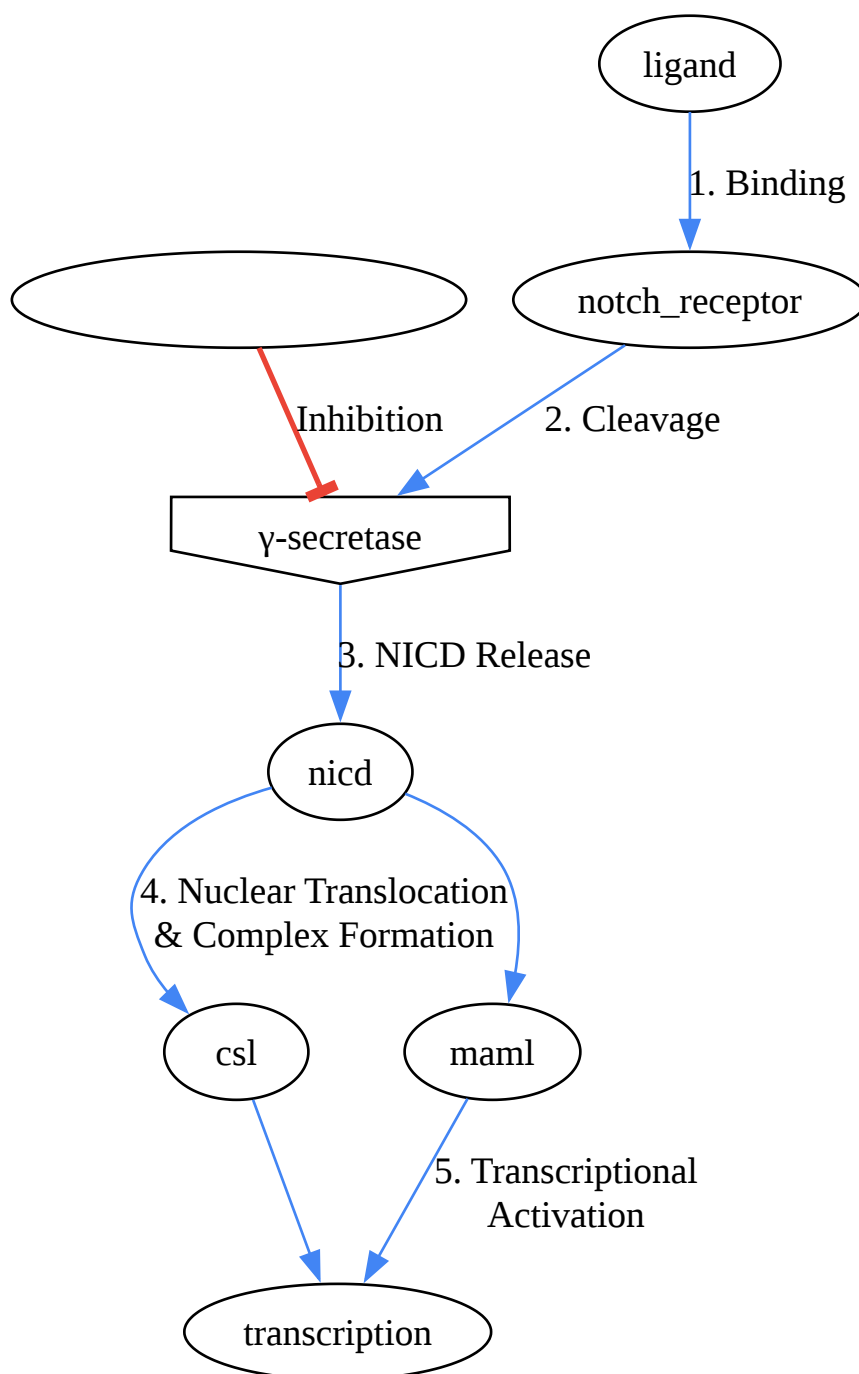 ligand
1. Binding
notch_receptor
Inhibition
2. Cleavage
γ-secretase
3. NICD Release
nicd
4. Nuclear Translocation
& Complex Formation
csl
maml
5. Transcriptional
Activation
transcription